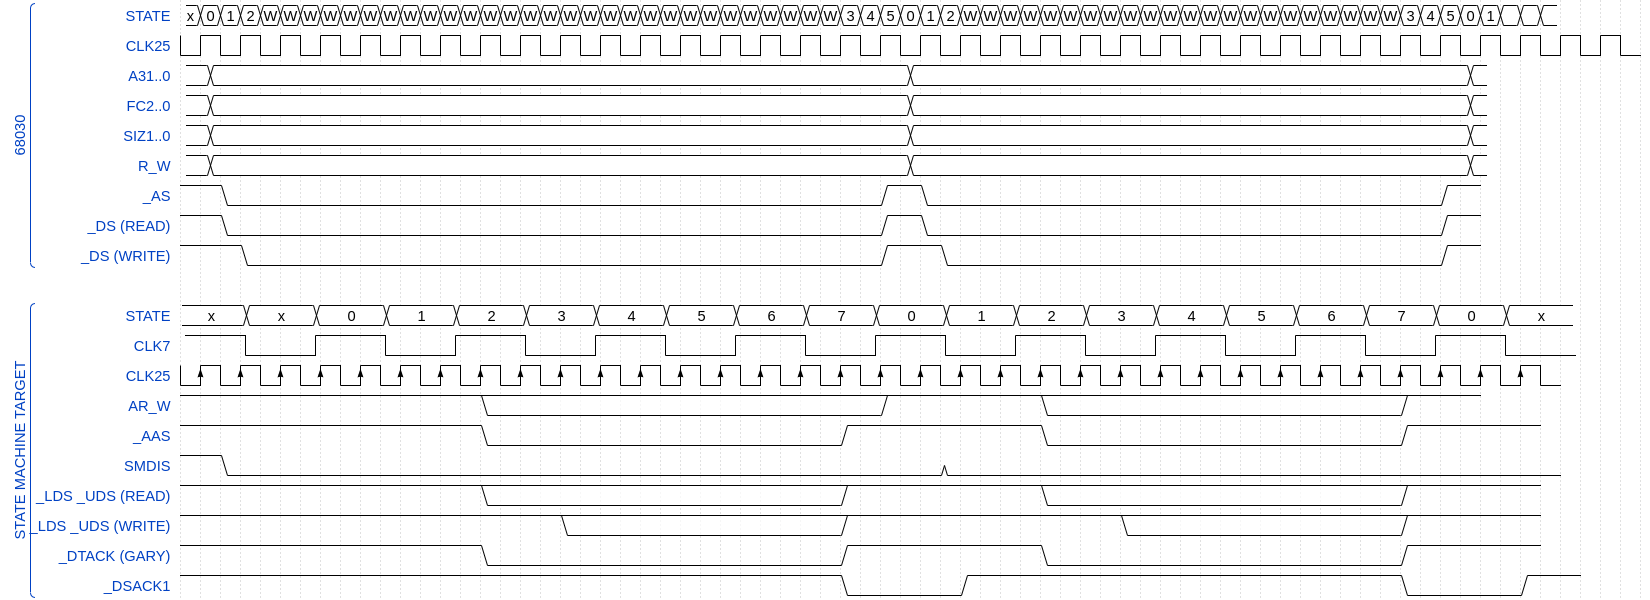 STATE x 0 1 2 W W W W W W W W W W W W W W W W W W W W W W W W W W W W W 3 4 5 0 1 2 W W W W W W W W W W W W W W W W W W W W W W 3 4 5 0 1
CLK25
A31..0
FC2..0
SIZ1..0
R_W
_AS
_DS (READ)
_DS (WRITE)
68030
STATE x x 0 1 2 3 4 5 6 7 0 1 2 3 4 5 6 7 0 x
CLK7
CLK25
AR_W
_AAS
SMDIS
_LDS _UDS (READ)
_LDS _UDS (WRITE)
_DTACK (GARY)
_DSACK1
STATE MACHINE TARGET